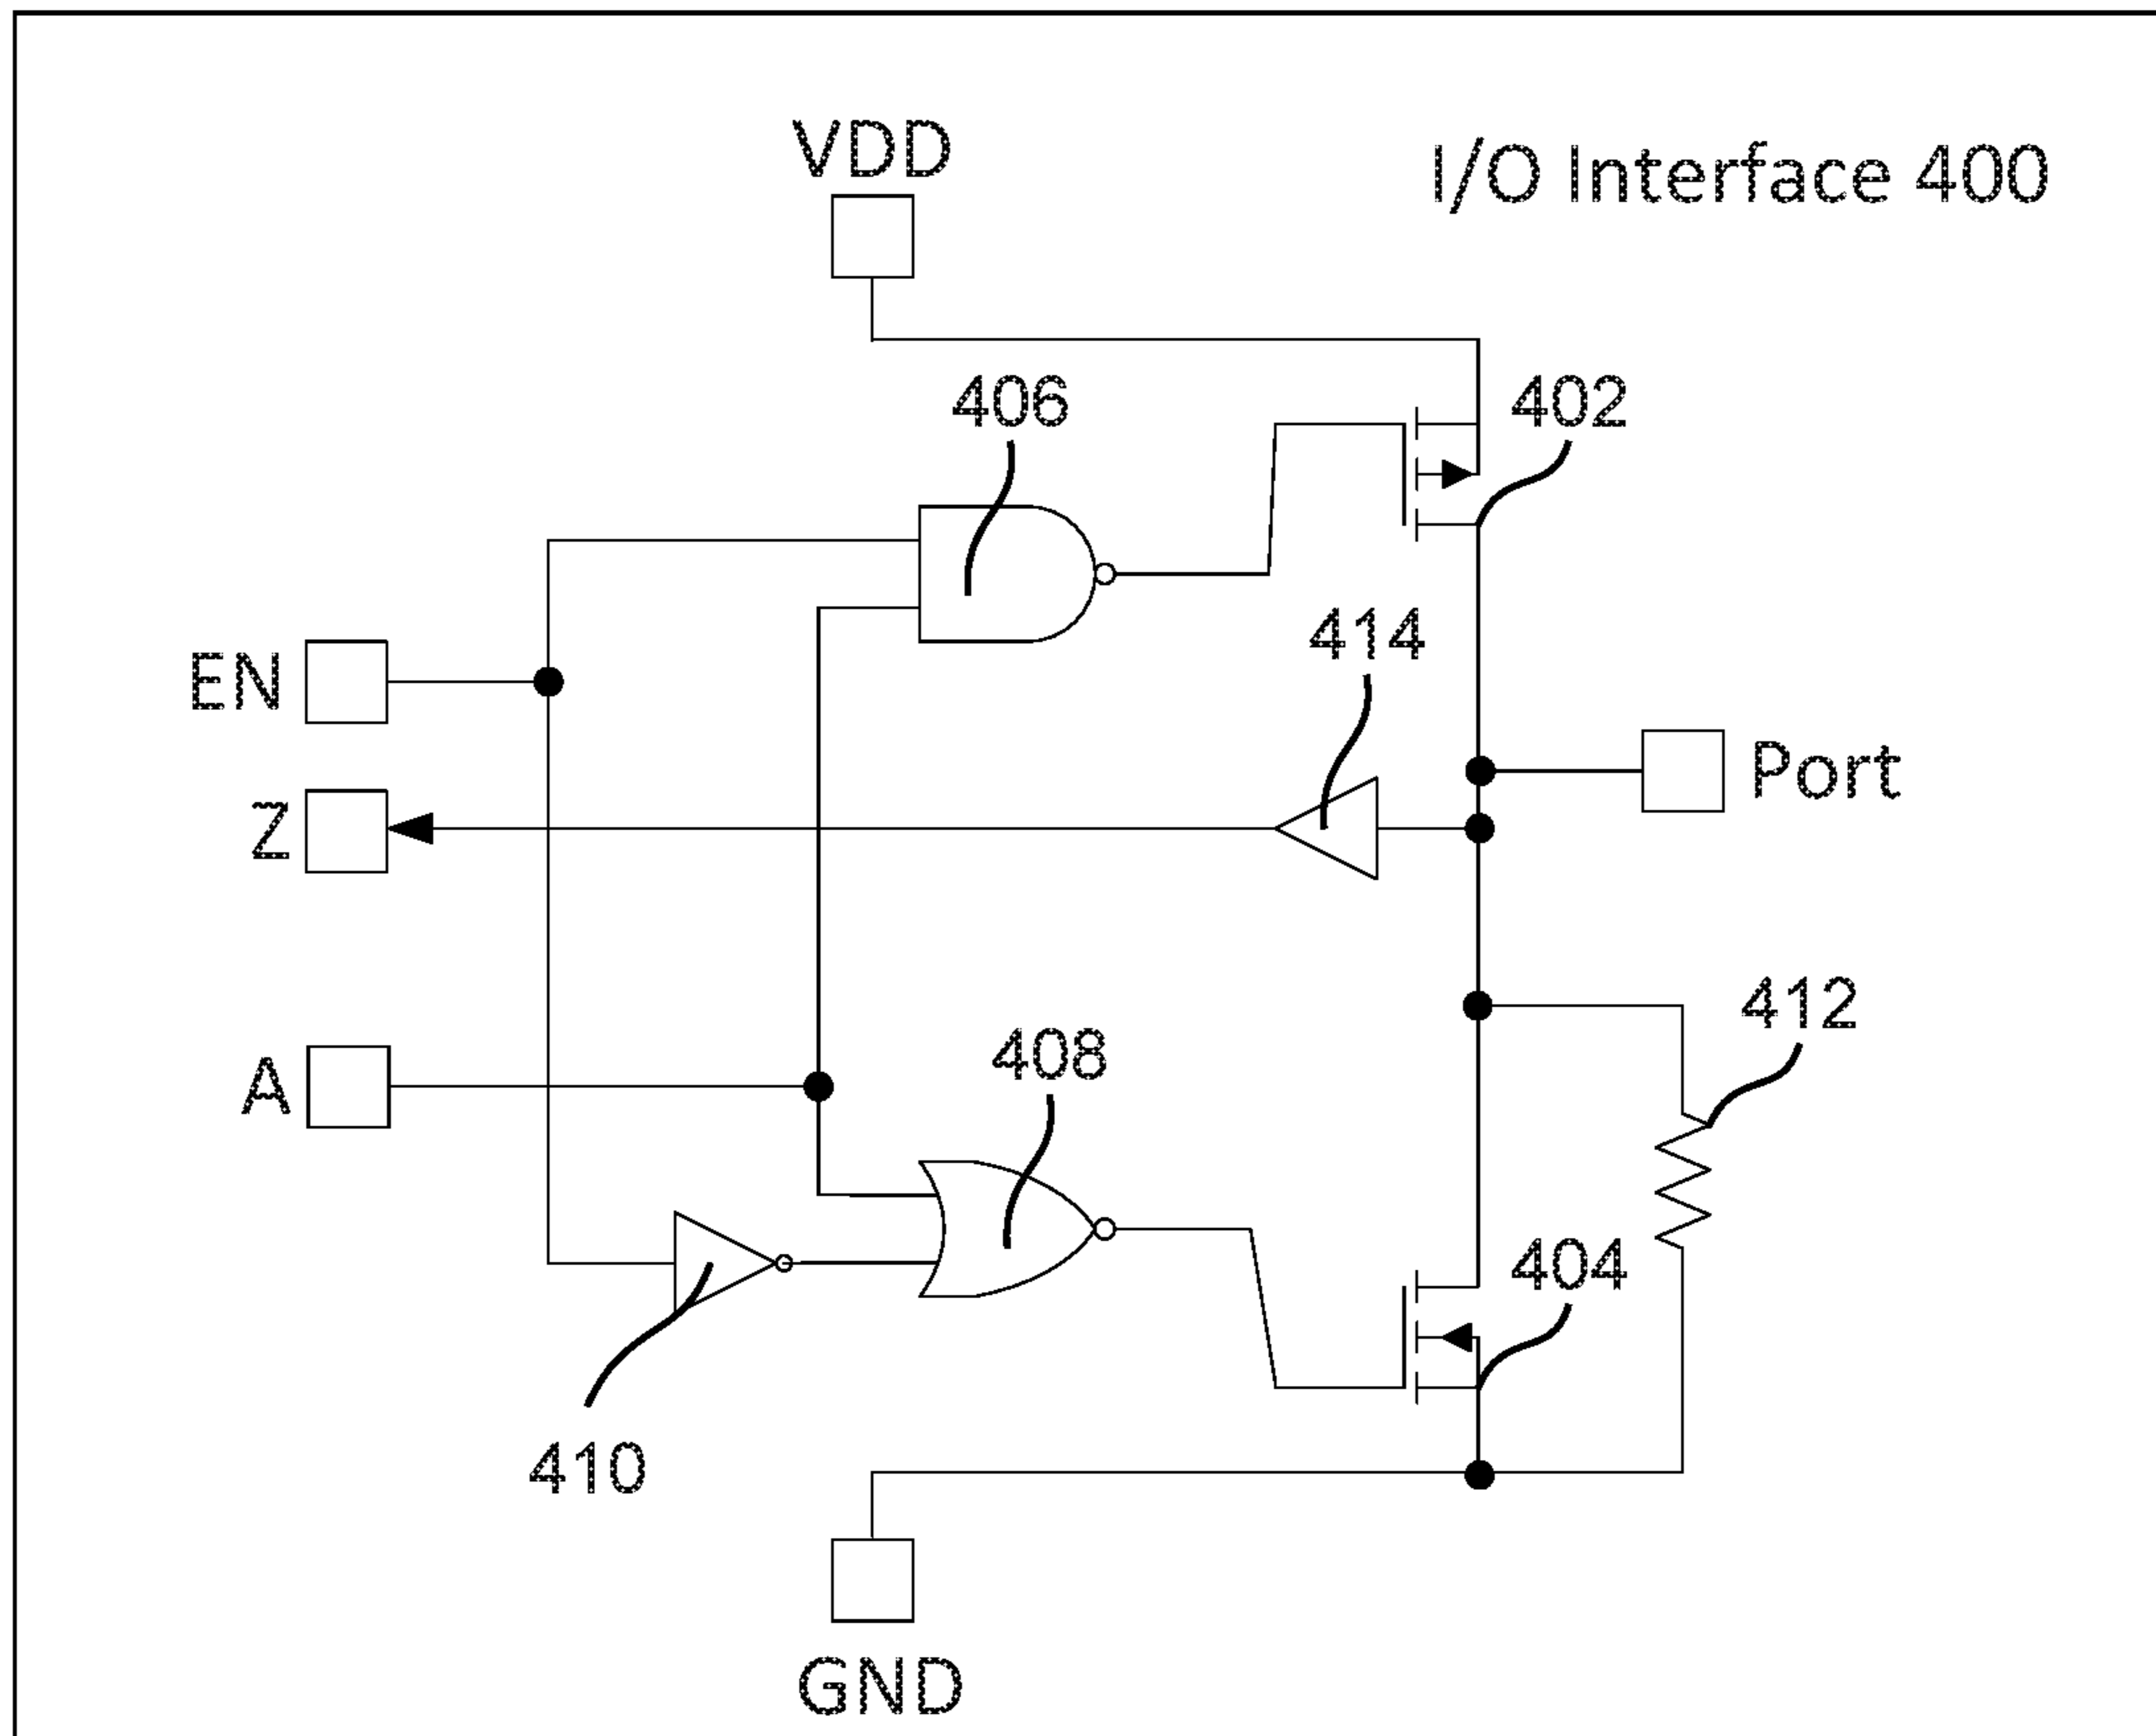 VDD
I/O Interface 400
406
402
414
EN
Port
Z
412
408
A
404
410
GND